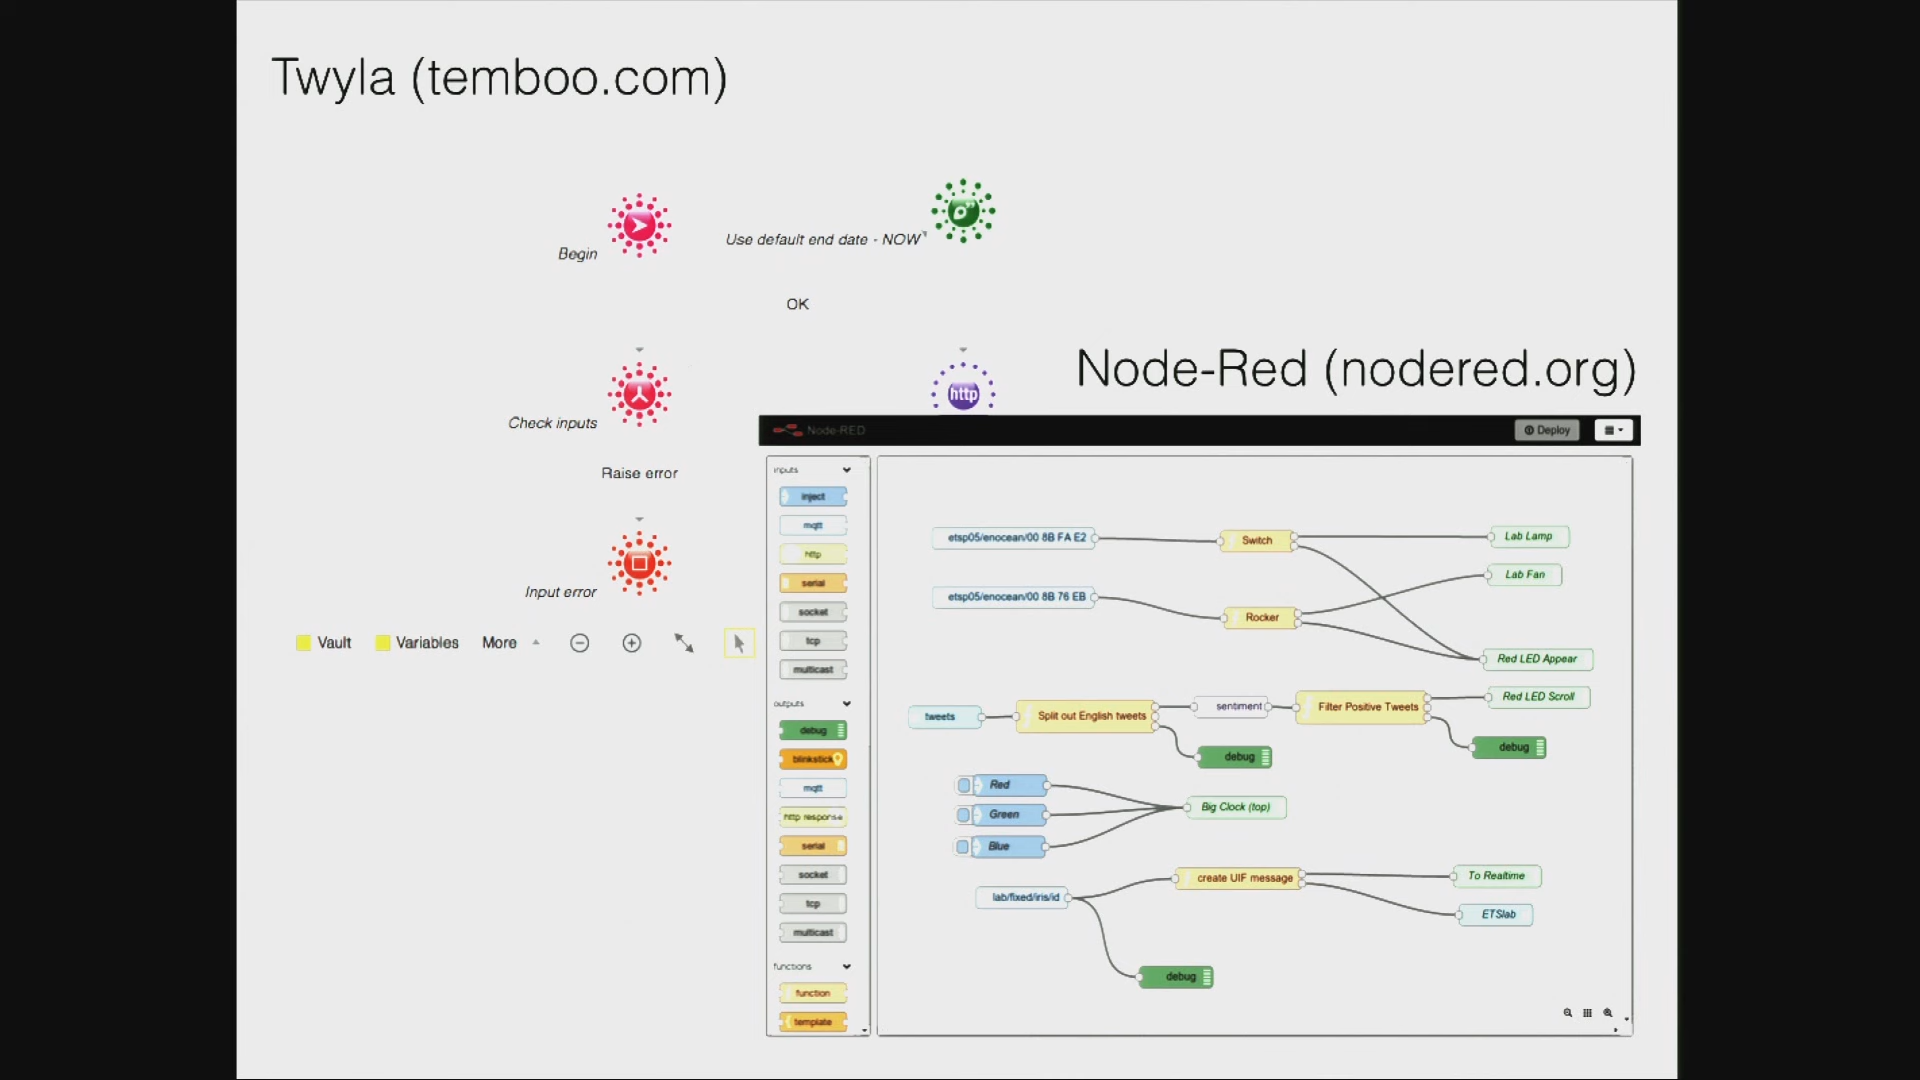 Twyla (temboo.com)
Begin
Use default end date - NOW
OK
Check inputs
http
Raise error
Input error
Vault
Variables
More
Node-Red (nodered.org)
Node-RED
Deploy
inputs
inject
mqtt
http
serial
socket
tcp
multicast
outputs
debug
blinkstick
mqtt
http response
serial
socket
tcp
multicast
functions
function
template
etsp05/enocean/00 8B FA E2
Switch
Lab Lamp
Lab Fan
etsp05/enocean/00 8B 76 EB
Rocker
Red LED Appear
Red LED Scroll
tweets
Split out English tweets
sentiment
Filter Positive Tweets
debug
debug
Red
Green
Blue
Big Clock (top)
lab/fixed/iris/id
create UIF message
To Realtime
ETSlab
debug